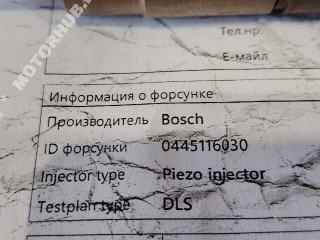 MOTORHUB
Тел.нр.
Е-майл
Информация о форсунке
Производитель Bosch
ID форсунки 0445116030
Injector type Piezo injector
Testplan type DLS